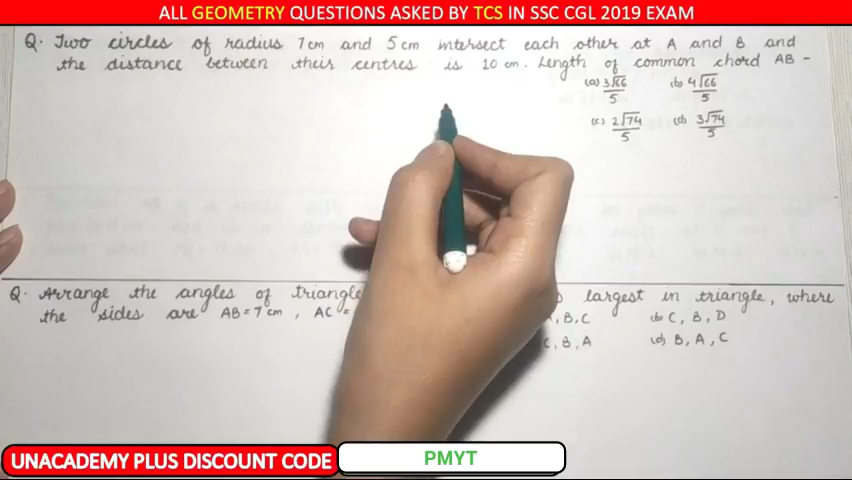 ALL GEOMETRY QUESTIONS ASKED BY TCS IN SSC CGL 2019 EXAM
Q. Two circles of radius 7cm and 5cm intersect each other at A and B and
the distance between their centres is 10 cm. Length of common chord AB -
(a) 3√66/5 (b) 4√66/5
(c) 2√74/5 (d) 3√74/5
Q. Arrange the angles of triangle largest in triangle, where
the sides are AB = 7 cm, AC = A, B, C (b) C, B, D
C, B, A (d) B, A, C
UNACADEMY PLUS DISCOUNT CODE PMYT